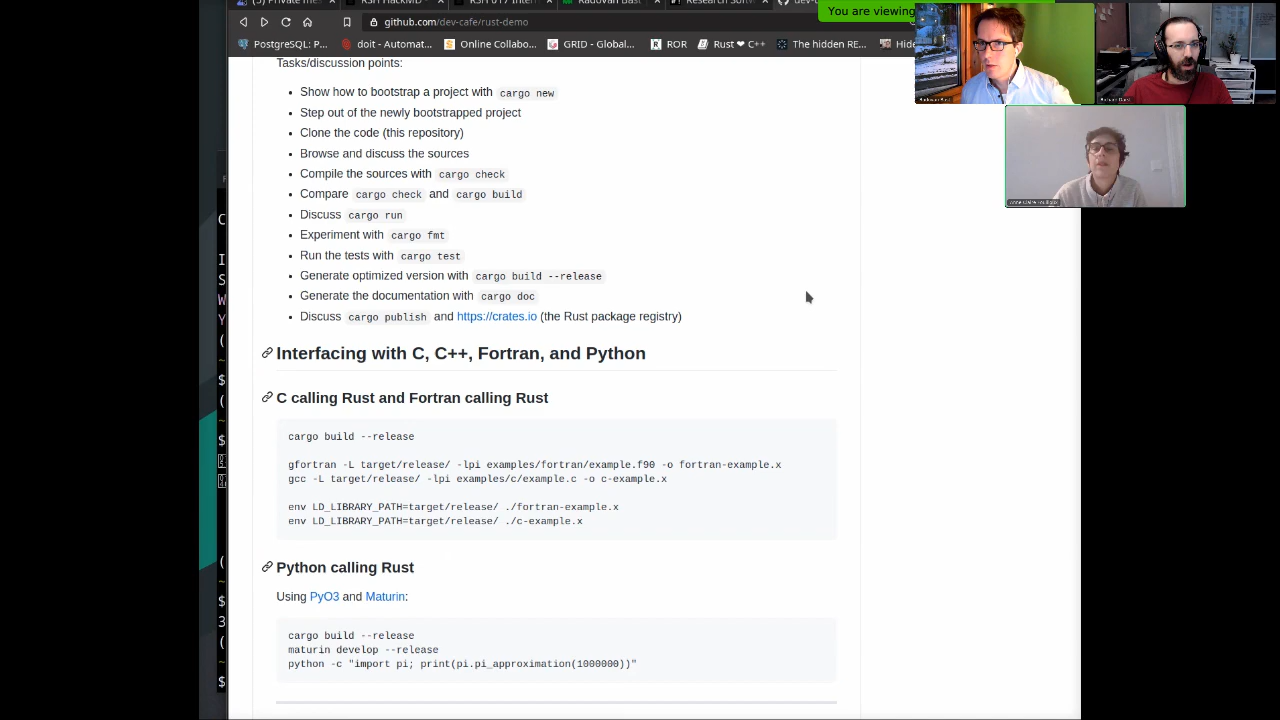 You are viewing
github.com/dev-cafe/rust-demo
PostgreSQL: P...
doit - Automat...
Online Collabo...
GRID - Global...
ROR
Rust ❤ C++
The hidden RE...
Hide
Tasks/discussion points:
• Show how to bootstrap a project with cargo new
• Step out of the newly bootstrapped project
• Clone the code (this repository)
• Browse and discuss the sources
• Compile the sources with cargo check
• Compare cargo check and cargo build
• Discuss cargo run
• Experiment with cargo fmt
• Run the tests with cargo test
• Generate optimized version with cargo build --release
• Generate the documentation with cargo doc
• Discuss cargo publish and https://crates.io (the Rust package registry)
Interfacing with C, C++, Fortran, and Python
C calling Rust and Fortran calling Rust
cargo build --release
gfortran -L target/release/ -lpi examples/fortran/example.f90 -o fortran-example.x
gcc -L target/release/ -lpi examples/c/example.c -o c-example.x
env LD_LIBRARY_PATH=target/release/ ./fortran-example.x
env LD_LIBRARY_PATH=target/release/ ./c-example.x
Python calling Rust
Using PyO3 and Maturin:
cargo build --release
maturin develop --release
python -c "import pi; print(pi.pi_approximation(1000000))"